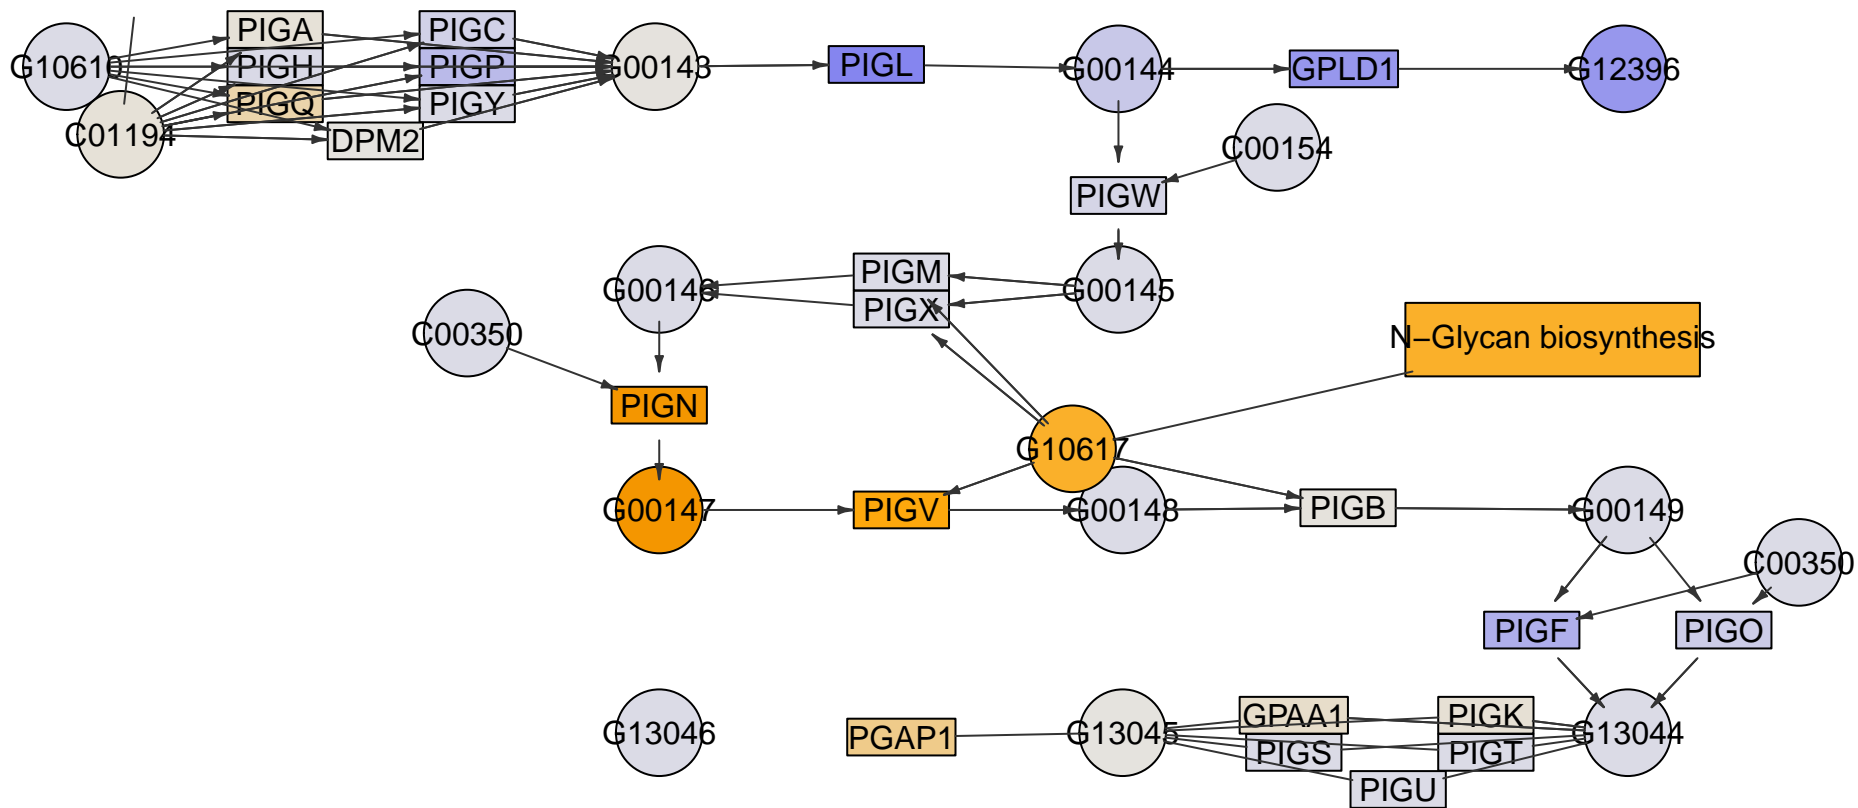 PIGA
PIGC
G10610
PIGH
PIGP
G00143
PIGL
G00144
GPLD1
G12396
PIGQ
PIGY
C01194
DPM2
C00154
PIGW
PIGM
G00146
G00145
PIGX
C00350
N−Glycan biosynthesis
PIGN
G10617
G00147
PIGV
G00148
PIGB
G00149
C00350
PIGF
PIGO
GPAA1
PIGK
G13046
PGAP1
G13045
G13044
PIGS
PIGT
PIGU